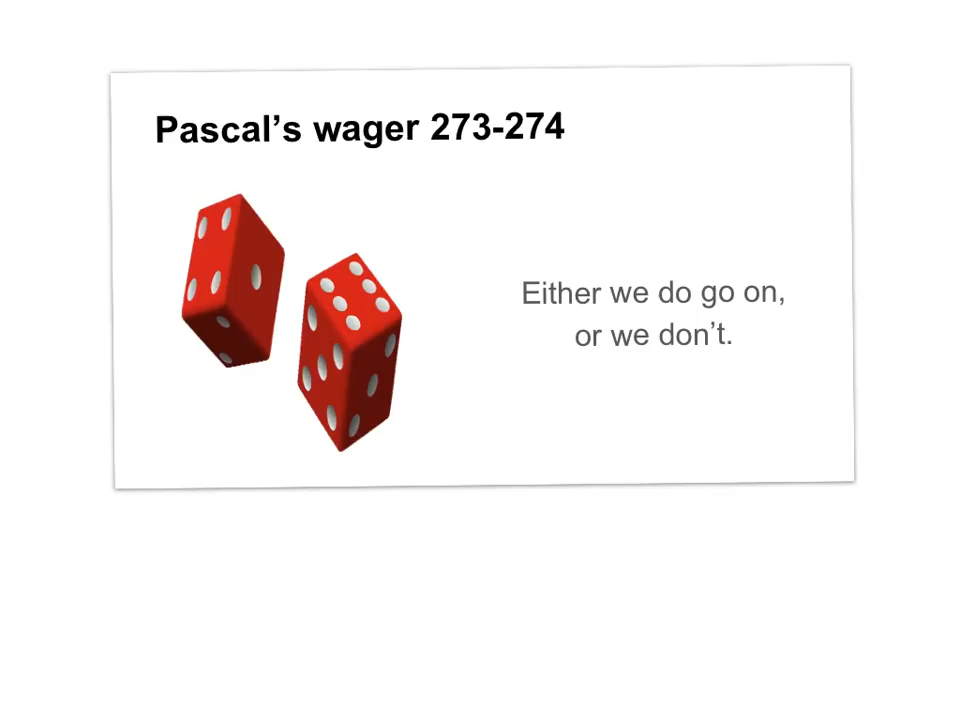 Pascal’s wager 273-274
Either we do go on,
or we don’t.